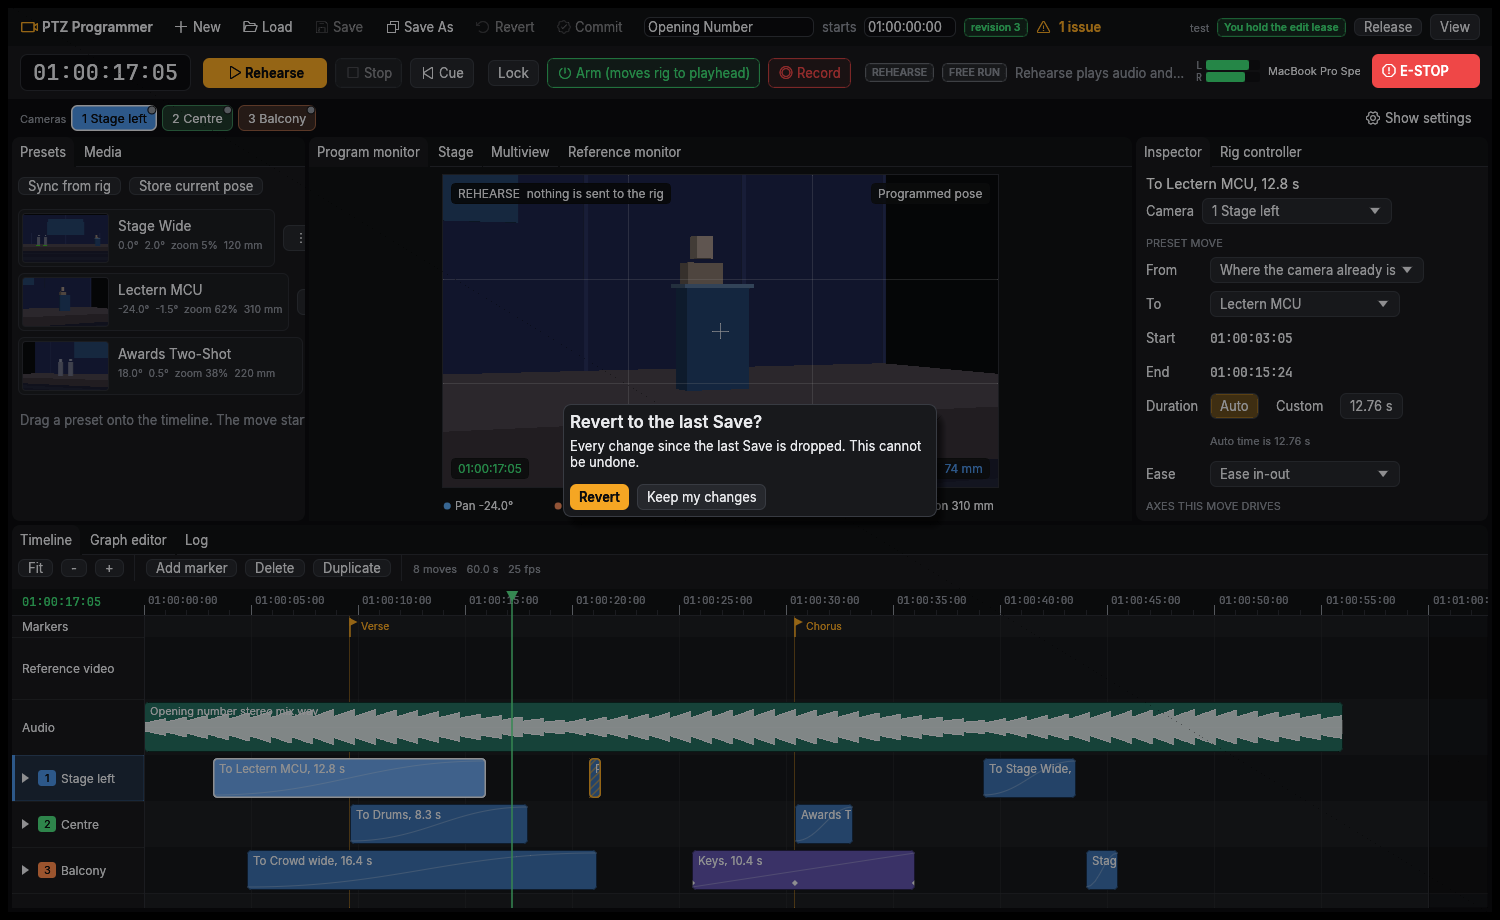 PTZ Programmer New Load Save Save As Revert Commit Opening Number starts 01:00:00:00 revision 3 1 issue test You hold the edit lease Release View
01:00:17:05 Rehearse Stop Cue Lock Arm (moves rig to playhead) Record REHEARSE FREE RUN Rehearse plays audio and... L R MacBook Pro Spe E-STOP
Cameras 1 Stage left 2 Centre 3 Balcony Show settings
Presets Media
Sync from rig Store current pose
Stage Wide
0.0° 2.0° zoom 5% 120 mm
Lectern MCU
-24.0° -1.5° zoom 62% 310 mm
Awards Two-Shot
18.0° 0.5° zoom 38% 220 mm
Drag a preset onto the timeline. The move star
Program monitor Stage Multiview Reference monitor
REHEARSE nothing is sent to the rig Programmed pose
01:00:17:05 74 mm
Pan -24.0° n 310 mm
Revert to the last Save?
Every change since the last Save is dropped. This cannot
be undone.
Revert Keep my changes
Inspector Rig controller
To Lectern MCU, 12.8 s
Camera 1 Stage left
PRESET MOVE
From Where the camera already is
To Lectern MCU
Start 01:00:03:05
End 01:00:15:24
Duration Auto Custom 12.76 s
Auto time is 12.76 s
Ease Ease in-out
AXES THIS MOVE DRIVES
Timeline Graph editor Log
Fit - + Add marker Delete Duplicate 8 moves 60.0 s 25 fps
01:00:17:05 01:00:00:00 01:00:05:00 01:00:10:00 01:00:15:00 01:00:20:00 01:00:25:00 01:00:30:00 01:00:35:00 01:00:40:00 01:00:45:00 01:00:50:00 01:00:55:00 01:01:00:
Markers Verse Chorus
Reference video
Audio Opening number stereo mix.wav
1 Stage left To Lectern MCU, 12.8 s To Stage Wide,
2 Centre To Drums, 8.3 s Awards T
3 Balcony To Crowd wide, 16.4 s Keys, 10.4 s Stag